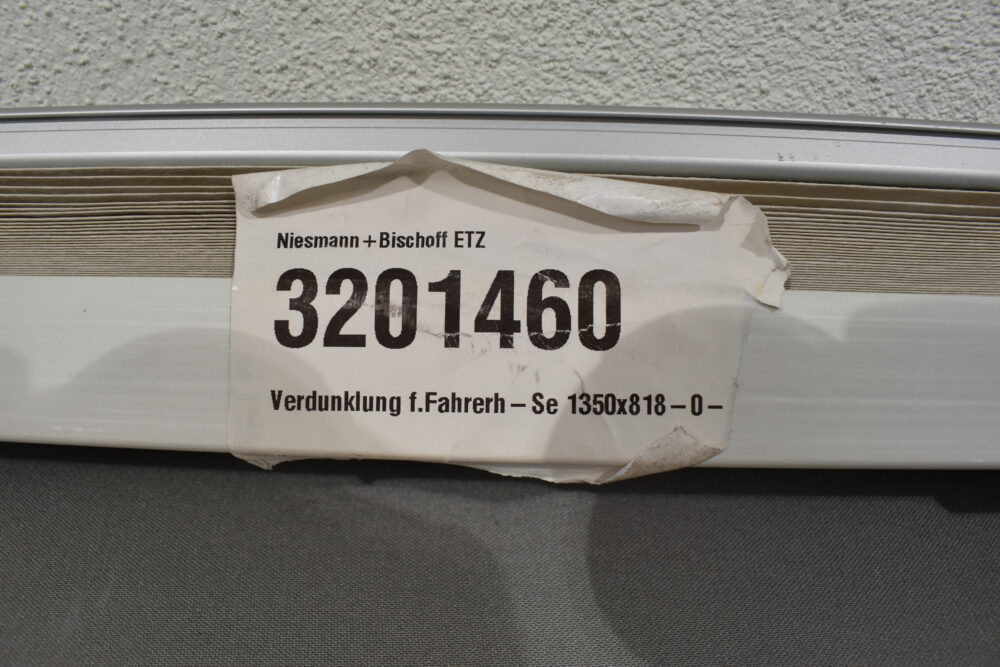 Niesmann+Bischoff ETZ
3201460
Verdunklung f.Fahrerh – Se 1350x818 – 0 –